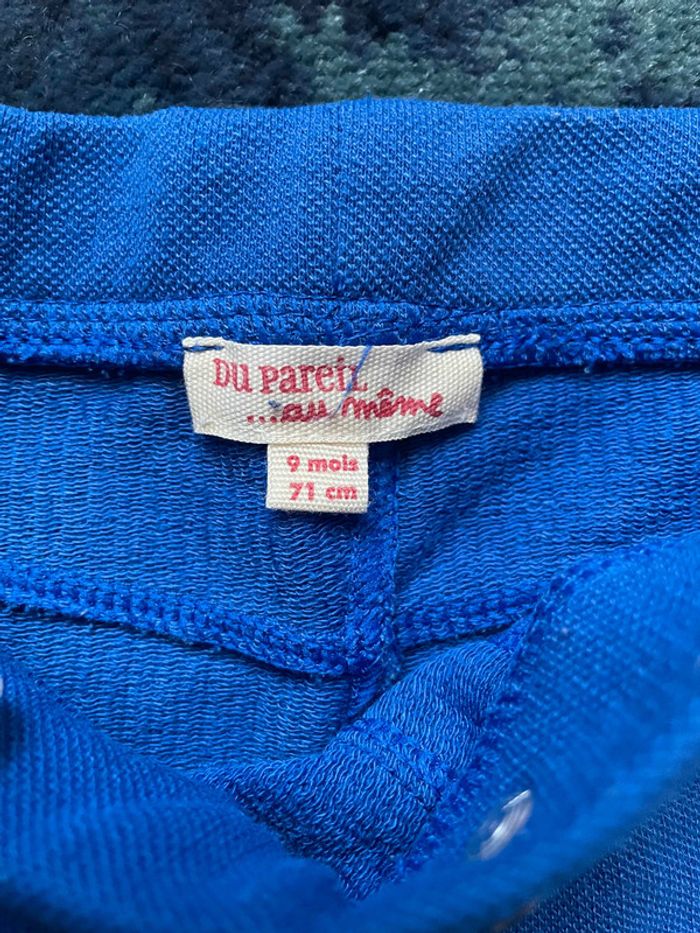 Du pareil
...au même
9 mois
71 cm